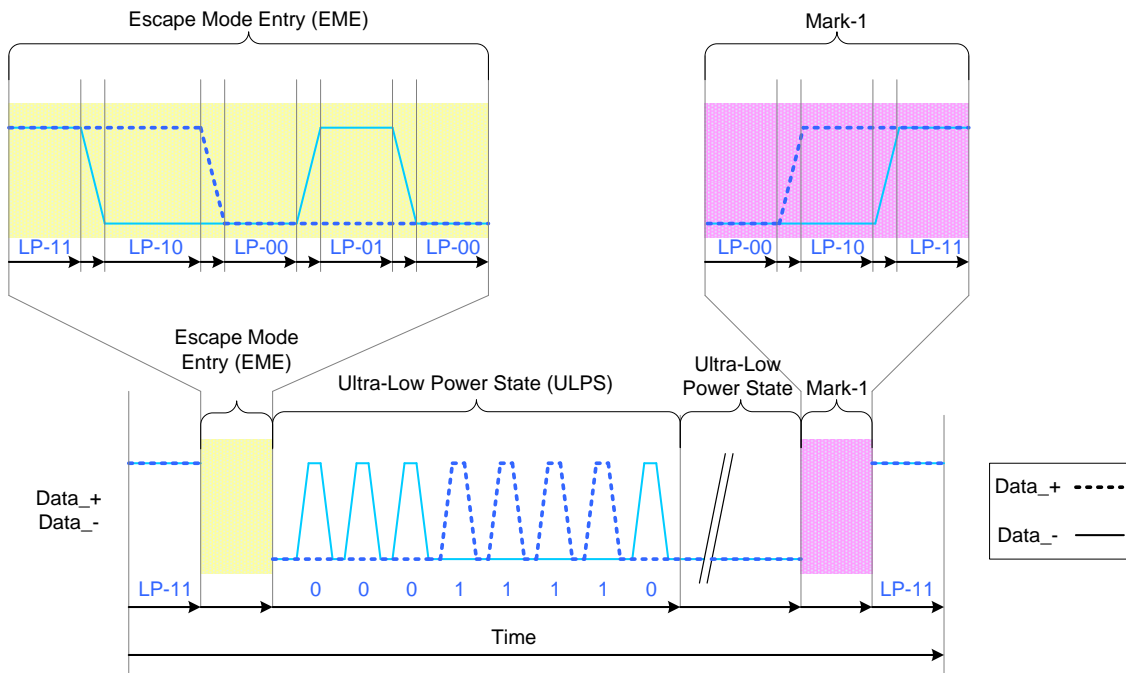 Escape Mode Entry (EME)
Mark-1
LP-11 LP-10 LP-00 LP-01 LP-00
LP-00 LP-10 LP-11
Escape Mode
Entry (EME)
Ultra-Low Power State (ULPS)
Ultra-Low
Power State
Mark-1
Data_+
Data_-
Data_+
Data_-
LP-11 0 0 0 1 1 1 1 0 LP-11
Time